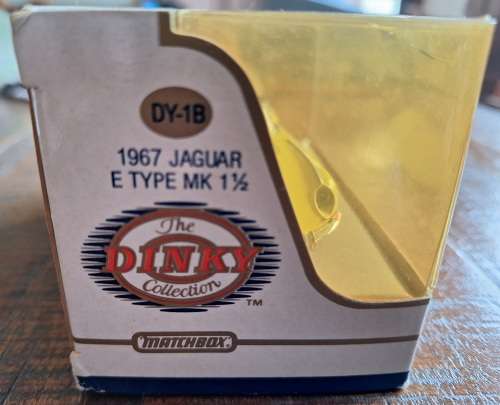 DY-1B
1967 JAGUAR
E TYPE MK 1½
The
DINKY
Collection
TM
MATCHBOX